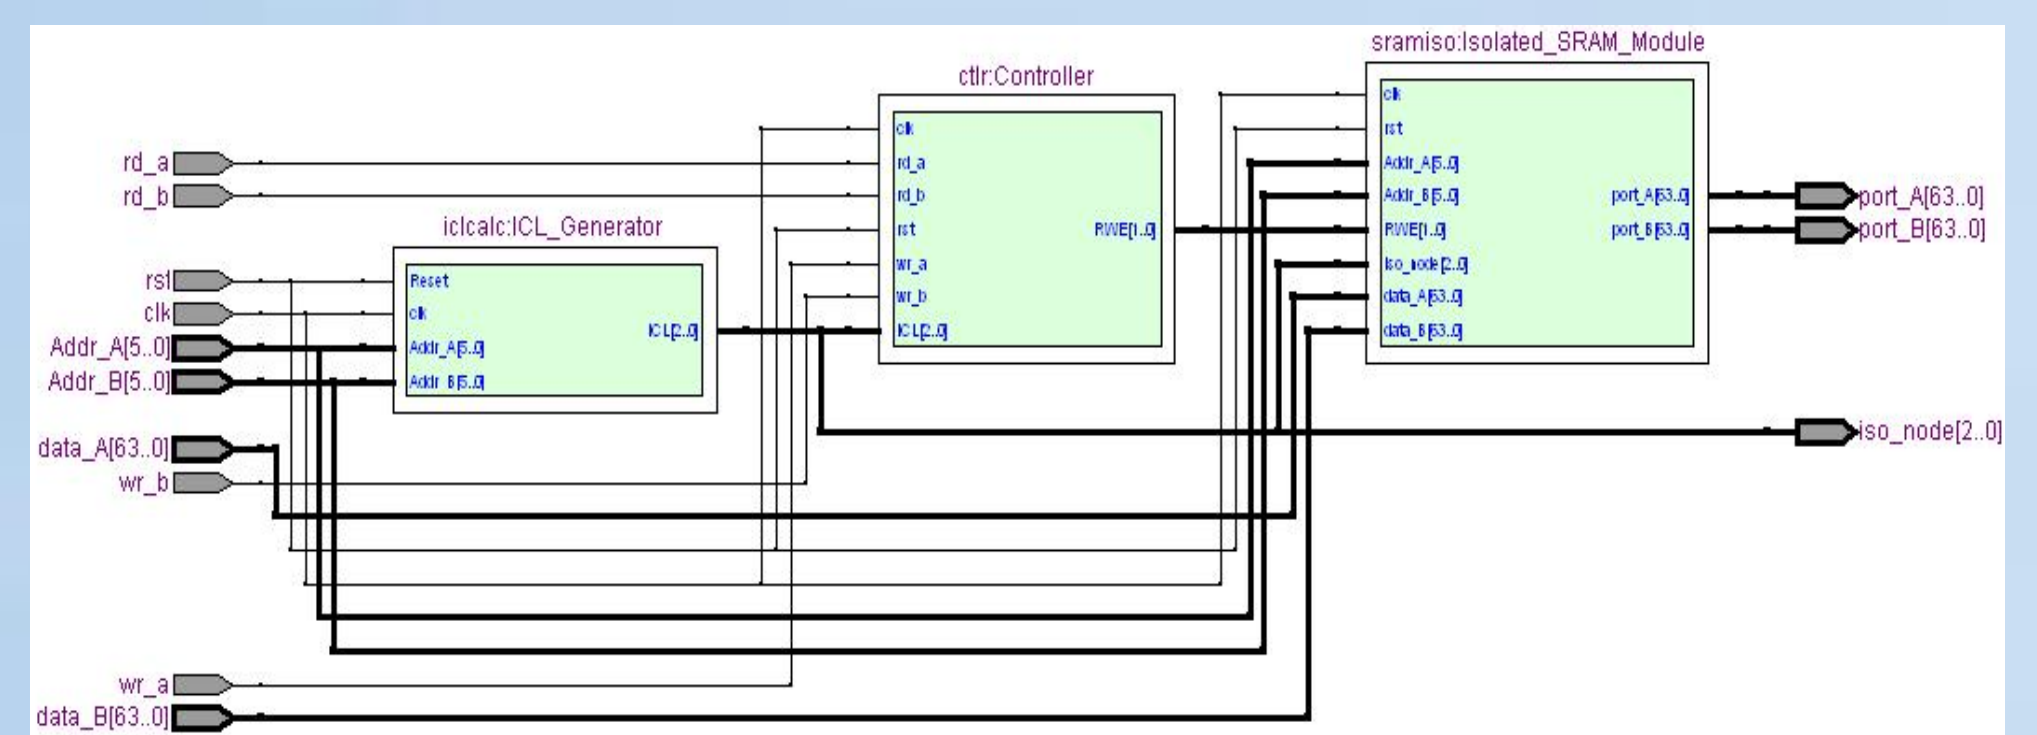 sramiso:Isolated_SRAM_Module
ctlr:Controller
iclcalc:ICL_Generator
rd_a
rd_b
rst
clk
Addr_A[5..0]
Addr_B[5..0]
data_A[63..0]
wr_b
wr_a
data_B[63..0]
Reset
clk
Addr_A[5..0]
Addr_B[5..0]
ICL[2..0]
clk
rd_a
rd_b
rst
wr_a
wr_b
ICL[2..0]
RWE[1..0]
clk
rst
Addr_A[5..0]
Addr_B[5..0]
RWE[1..0]
iso_node[2..0]
data_A[63..0]
data_B[63..0]
port_A[63..0]
port_B[63..0]
port_A[63..0]
port_B[63..0]
iso_node[2..0]